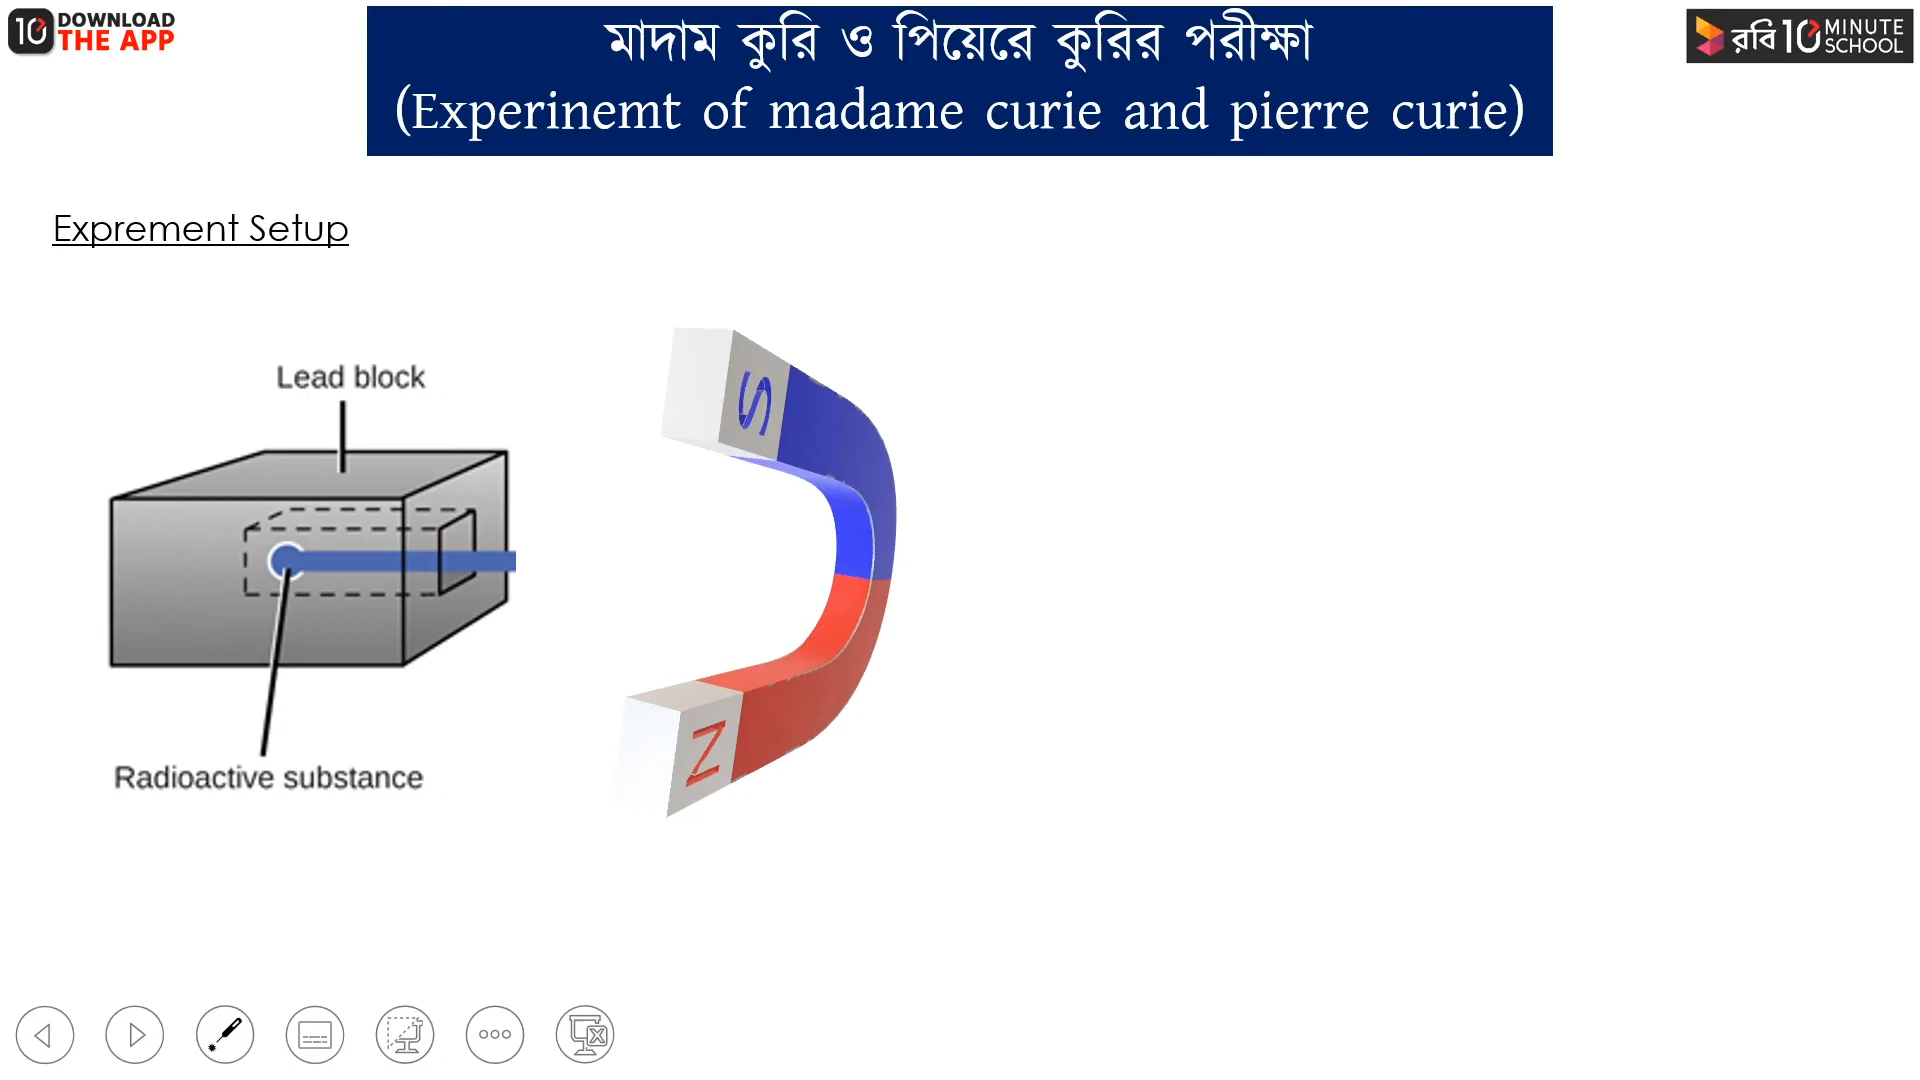 10 DOWNLOAD
THE APP
মাদাম কুরি ও পিয়েরে কুরির পরীক্ষা
(Experinemt of madame curie and pierre curie)
রবি 10 MINUTE
SCHOOL
Exprement Setup
Lead block
S
N
Radioactive substance